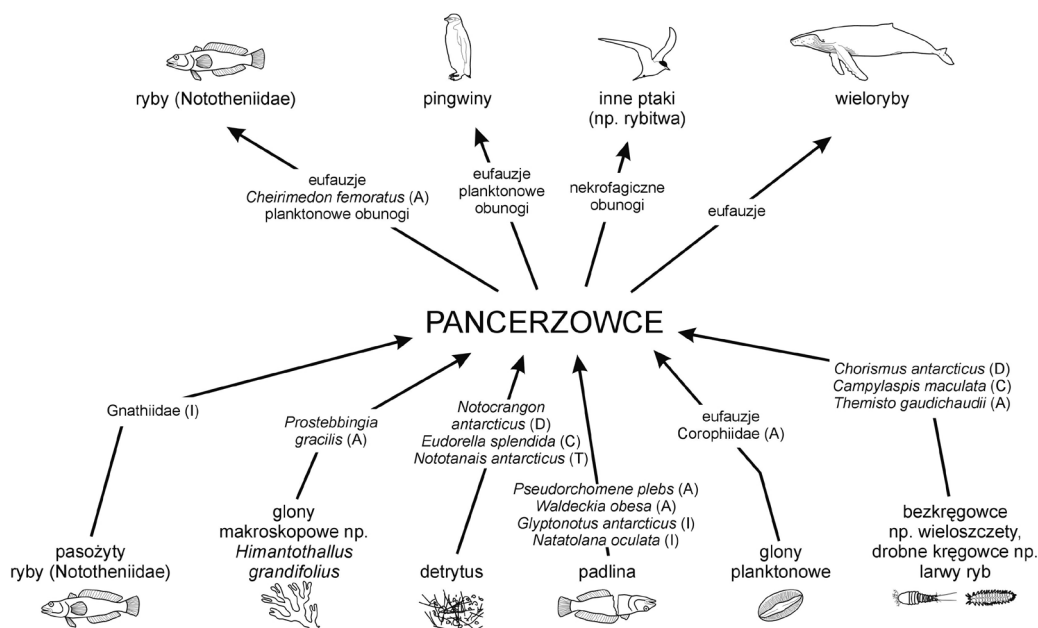 ryby (Nototheniidae)
pingwiny
inne ptaki
(np. rybitwa)
wieloryby
eufauzje
Cheirimedon femoratus (A)
planktonowe obunogi
eufauzje
planktonowe
obunogi
nekrofagiczne
obunogi
eufauzje
PANCERZOWCE
Gnathiidae (I)
Prostebbingia
gracilis (A)
Notocrangon
antarcticus (D)
Eudorella splendida (C)
Nototanais antarcticus (T)
Pseudorchomene plebs (A)
Waldeckia obesa (A)
Glyptonotus antarcticus (I)
Natatolana oculata (I)
eufauzje
Corophiidae (A)
Chorismus antarcticus (D)
Campylaspis maculata (C)
Themisto gaudichaudii (A)
pasożyty
ryby (Nototheniidae)
glony
makroskopowe np.
Himantothallus
grandifolius
detrytus
padlina
glony
planktonowe
bezkręgowce
np. wieloszczety,
drobne kręgowce np.
larwy ryb